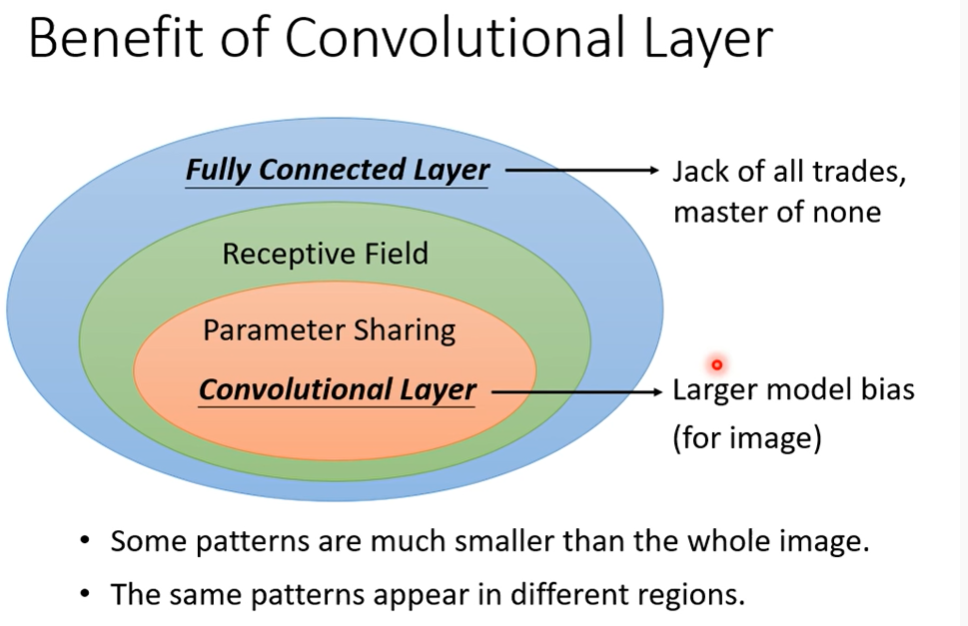 Benefit of Convolutional Layer
Fully Connected Layer
Jack of all trades,
master of none
Receptive Field
Parameter Sharing
Convolutional Layer
Larger model bias
(for image)
• Some patterns are much smaller than the whole image.
• The same patterns appear in different regions.